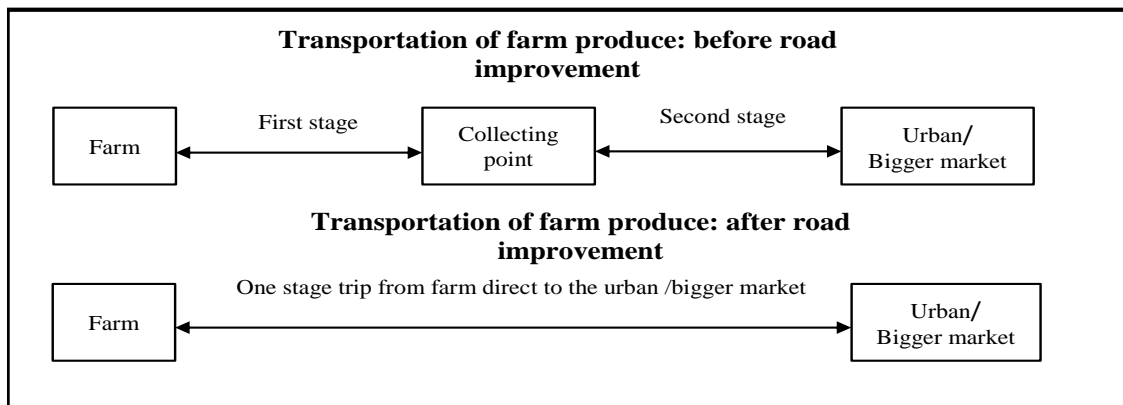 Transportation of farm produce: before road
improvement
First stage
Second stage
Farm
Collecting
point
Urban/
Bigger market
Transportation of farm produce: after road
improvement
One stage trip from farm direct to the urban /bigger market
Farm
Urban/
Bigger market